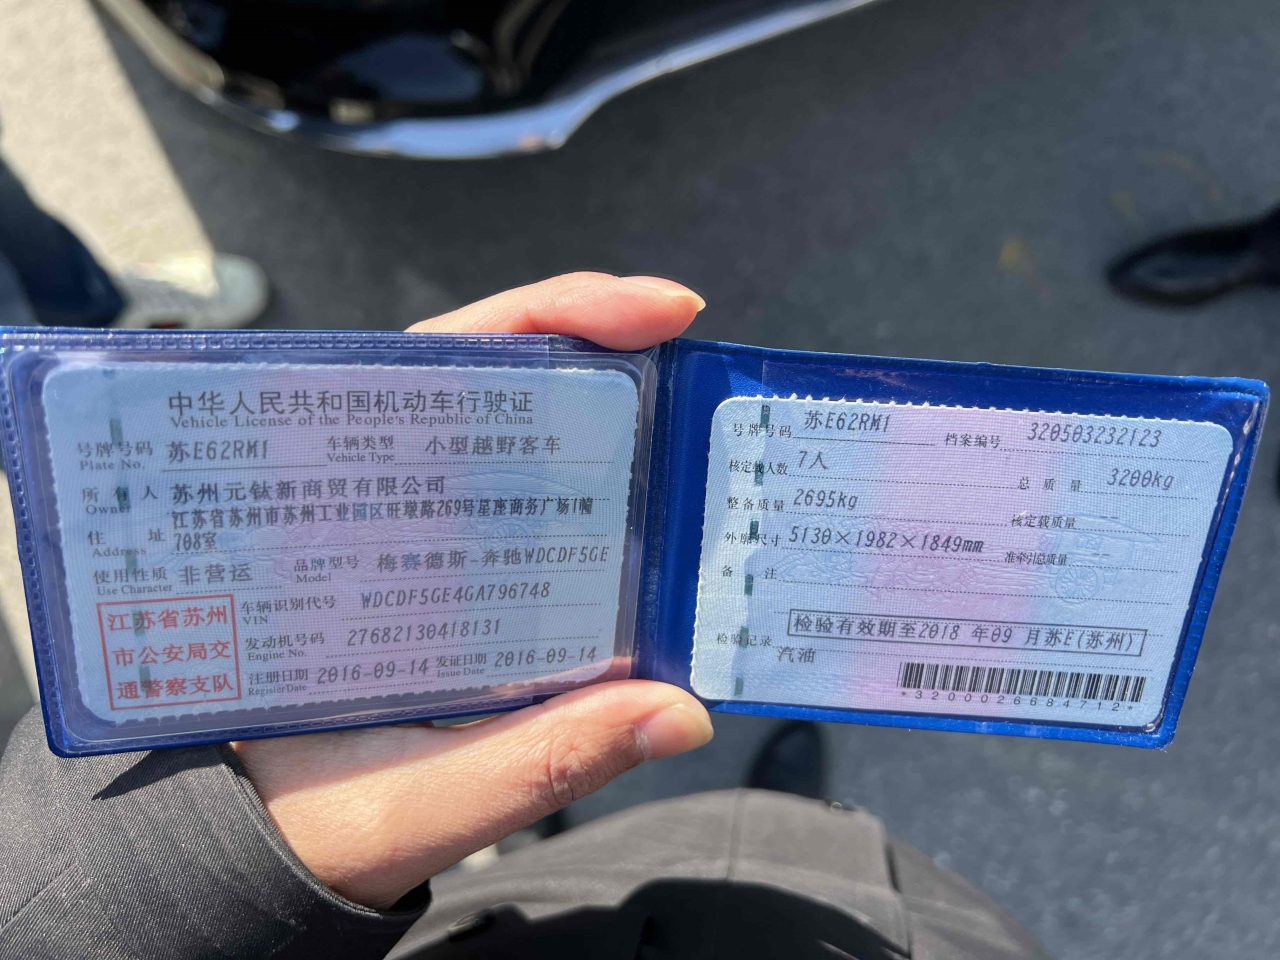 中华人民共和国机动车行驶证
Vehicle License of the People's Republic of China
号牌号码 苏E62RM1 车辆类型 小型越野客车
Plate No. Vehicle Type
所有人 苏州元钛新商贸有限公司
Owner
江苏省苏州市苏州工业园区旺墩路269号星座商务广场1幢
住址 708室
Address
使用性质 非营运 品牌型号 梅赛德斯-奔驰WDCDF5GE
Use Character Model
江苏省苏州
市公安局交
通警察支队
车辆识别代号 WDCDF5GE4GA796748
VIN
发动机号码 27682130418131
Engine No.
注册日期 2016-09-14 发证日期 2016-09-14
Register Date Issue Date
号牌号码 苏E62RM1 档案编号 320503232123
核定载人数 7人 总质量 3200kg
整备质量 2695kg 核定载质量 --
外廓尺寸 5130×1982×1849mm 准牵引总质量 --
备注
检验记录 检验有效期至2018年09月苏E(苏州)
汽油
*3200026684712*